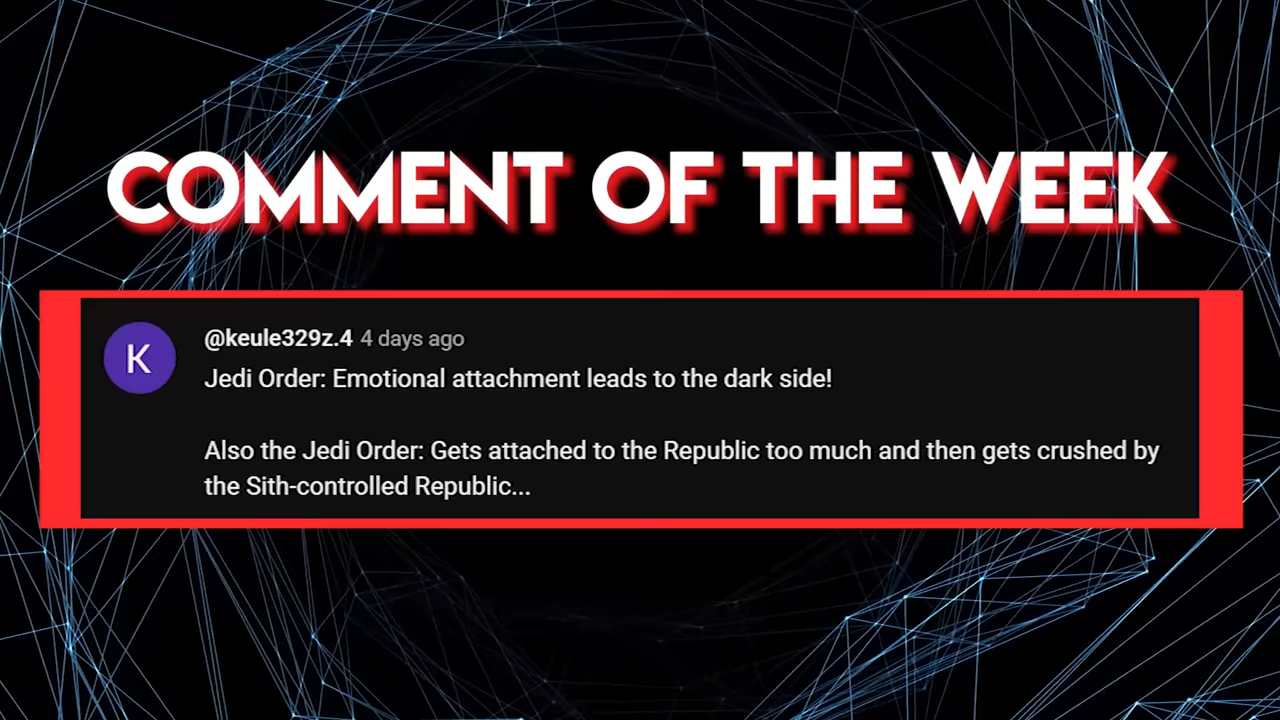 COMMENT OF THE WEEK
K
@keule329z.4 4 days ago
Jedi Order: Emotional attachment leads to the dark side!
Also the Jedi Order: Gets attached to the Republic too much and then gets crushed by
the Sith-controlled Republic...